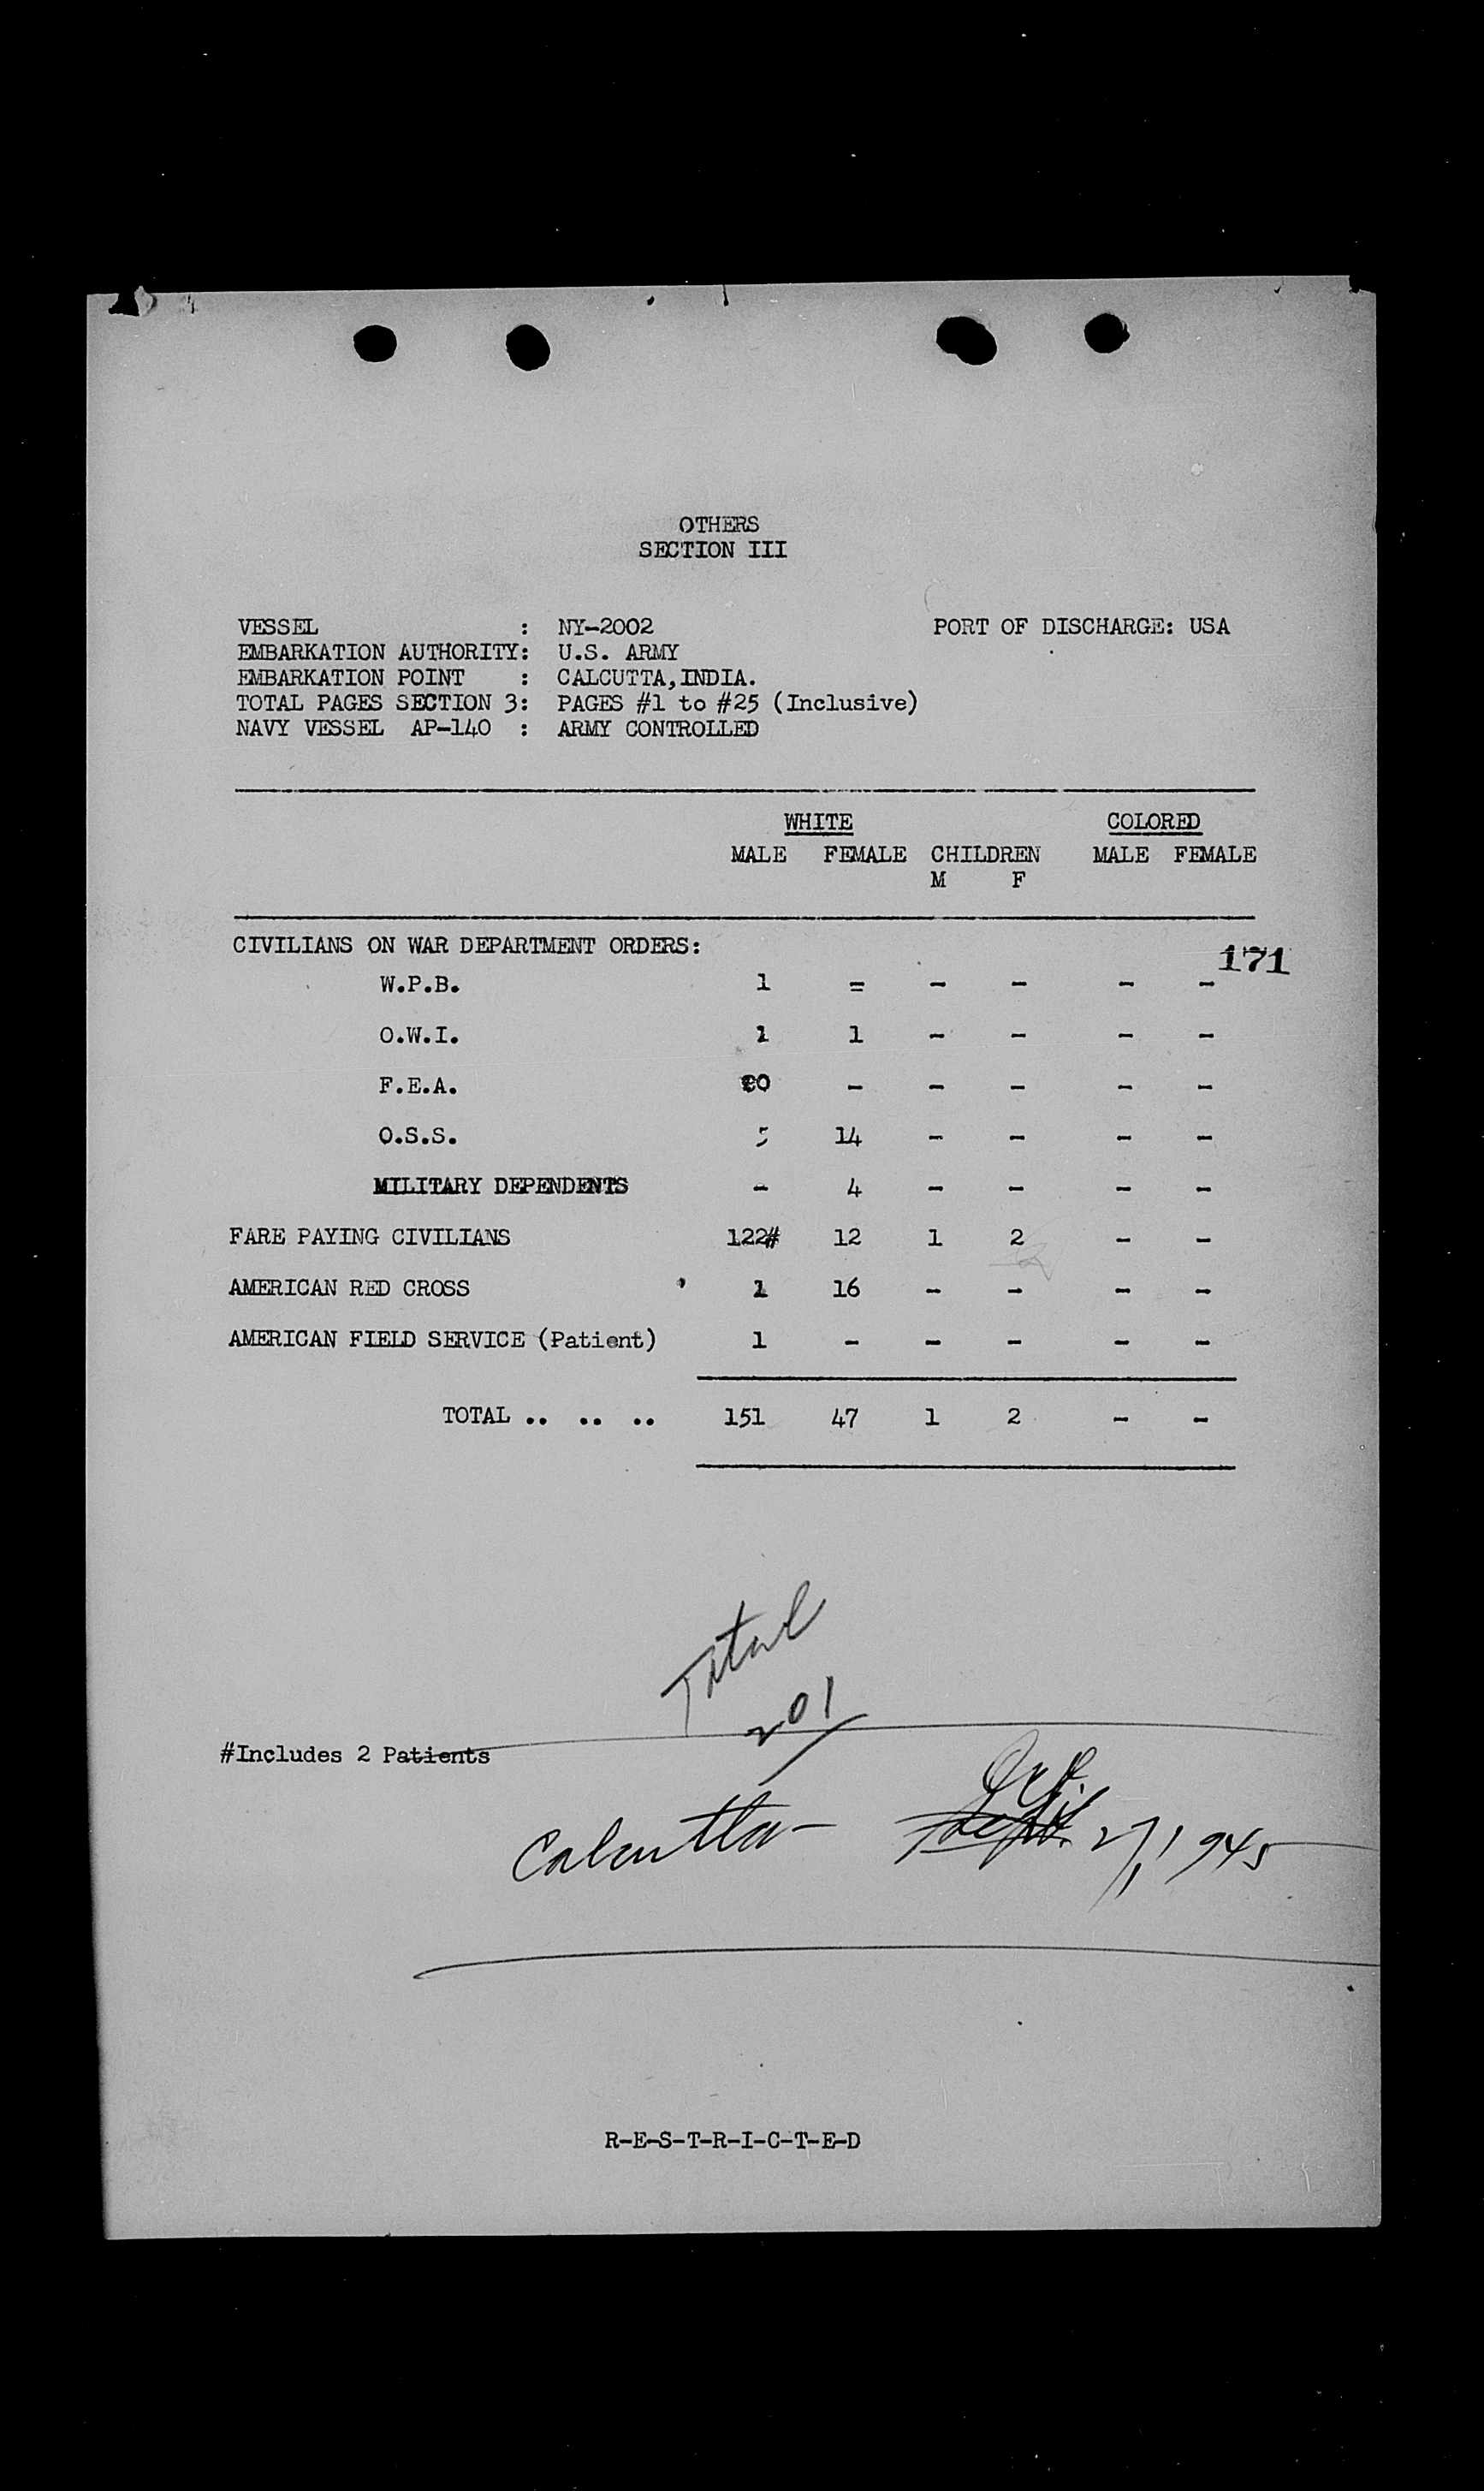 OTHERS
SECTION III
VESSEL : NY-2002 PORT OF DISCHARGE: USA
EMBARKATION AUTHORITY: U.S. ARMY
EMBARKATION POINT : CALCUTTA, INDIA.
TOTAL PAGES SECTION 3: PAGES #1 to #25 (Inclusive)
NAVY VESSEL AP-140 : ARMY CONTROLLED
WHITE COLORED
MALE FEMALE CHILDREN MALE FEMALE
M F
CIVILIANS ON WAR DEPARTMENT ORDERS:
171
W.P.B. 1 = - - - -
O.W.I. 1 - - - -
F.E.A. - - - - -
O.S.S. 5 14 - - - -
MILITARY DEPENDENTS - 4 - - - -
FARE PAYING CIVILIANS 122# 12 1 2 - -
AMERICAN RED CROSS 16 - - - -
AMERICAN FIELD SERVICE (Patient) 1 - - - - -
TOTAL .. .. .. 151 47 1 2 - -
Total
201
#Includes 2 Patients
Calcutta - Sept. 27, 1945
R-E-S-T-R-I-C-T-E-D